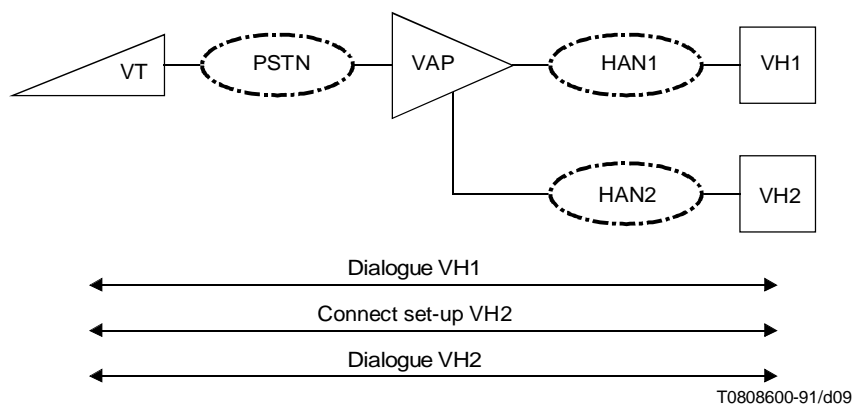 VT PSTN VAP HAN1 VH1
HAN2 VH2
Dialogue VH1
Connect set-up VH2
Dialogue VH2
T0808600-91/d09